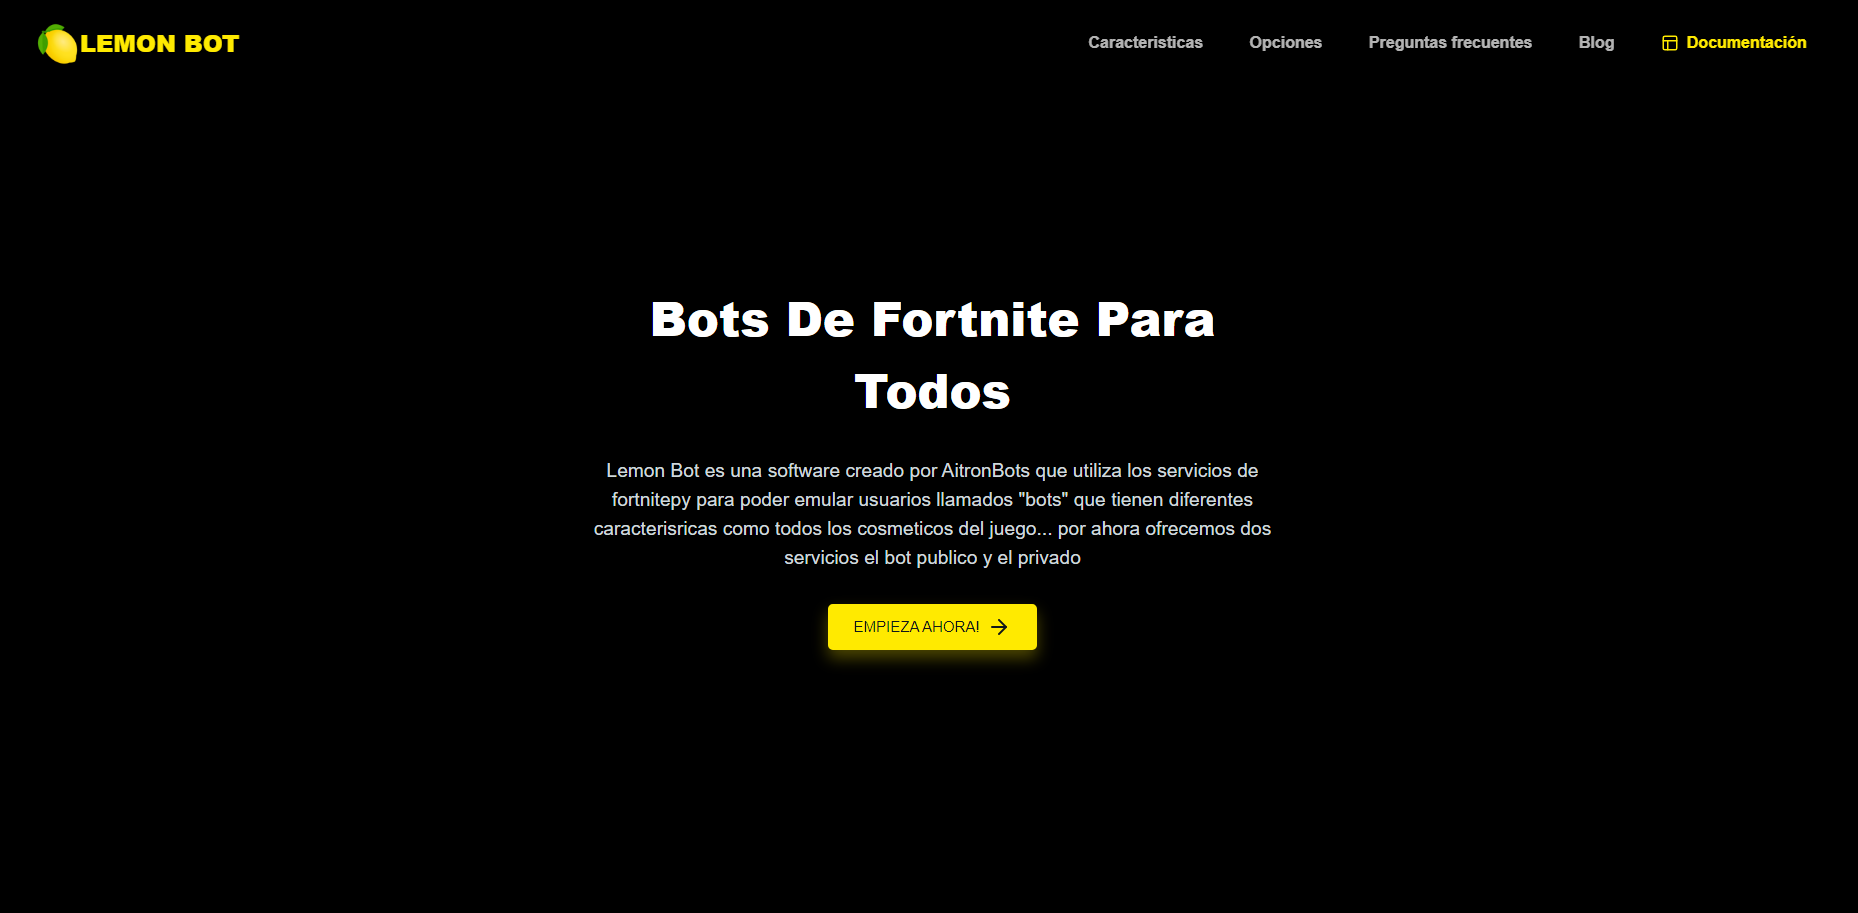 LEMON BOT
Caracteristicas
Opciones
Preguntas frecuentes
Blog
Documentación
Bots De Fortnite Para
Todos
Lemon Bot es una software creado por AitronBots que utiliza los servicios de
fortnitepy para poder emular usuarios llamados "bots" que tienen diferentes
caracterisricas como todos los cosmeticos del juego... por ahora ofrecemos dos
servicios el bot publico y el privado
EMPIEZA AHORA!